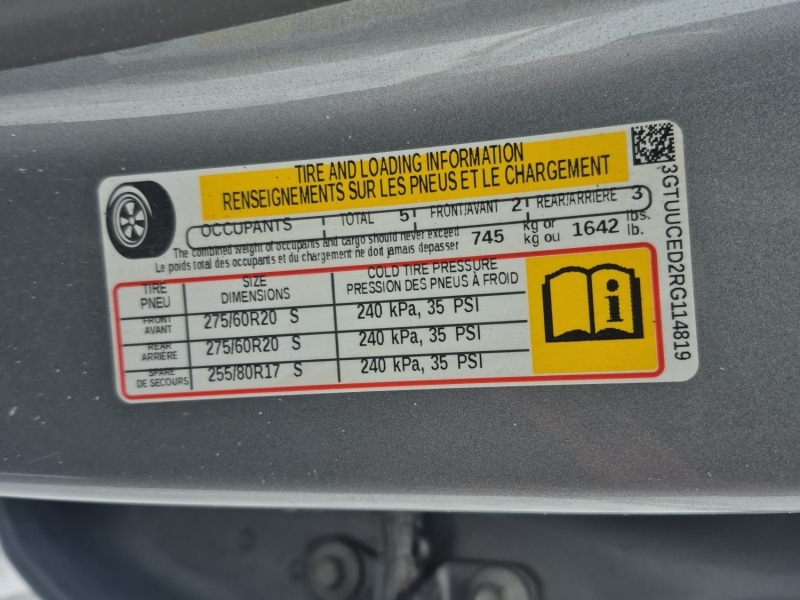 TIRE AND LOADING INFORMATION
RENSEIGNEMENTS SUR LES PNEUS ET LE CHARGEMENT
OCCUPANTS TOTAL 5 FRONT/AVANT 2 REAR/ARRIÈRE 3
The combined weight of occupants and cargo should never exceed 745 kg or 1642 lbs.
Le poids total des occupants et du chargement ne doit jamais dépasser kg ou lb.
TIRE SIZE COLD TIRE PRESSURE
PNEU DIMENSIONS PRESSION DES PNEUS À FROID
FRONT
AVANT 275/60R20 S 240 kPa, 35 PSI
REAR
ARRIÈRE 275/60R20 S 240 kPa, 35 PSI
SPARE
DE SECOURS 255/80R17 S 240 kPa, 35 PSI
i
3GTUUCED2RG114819